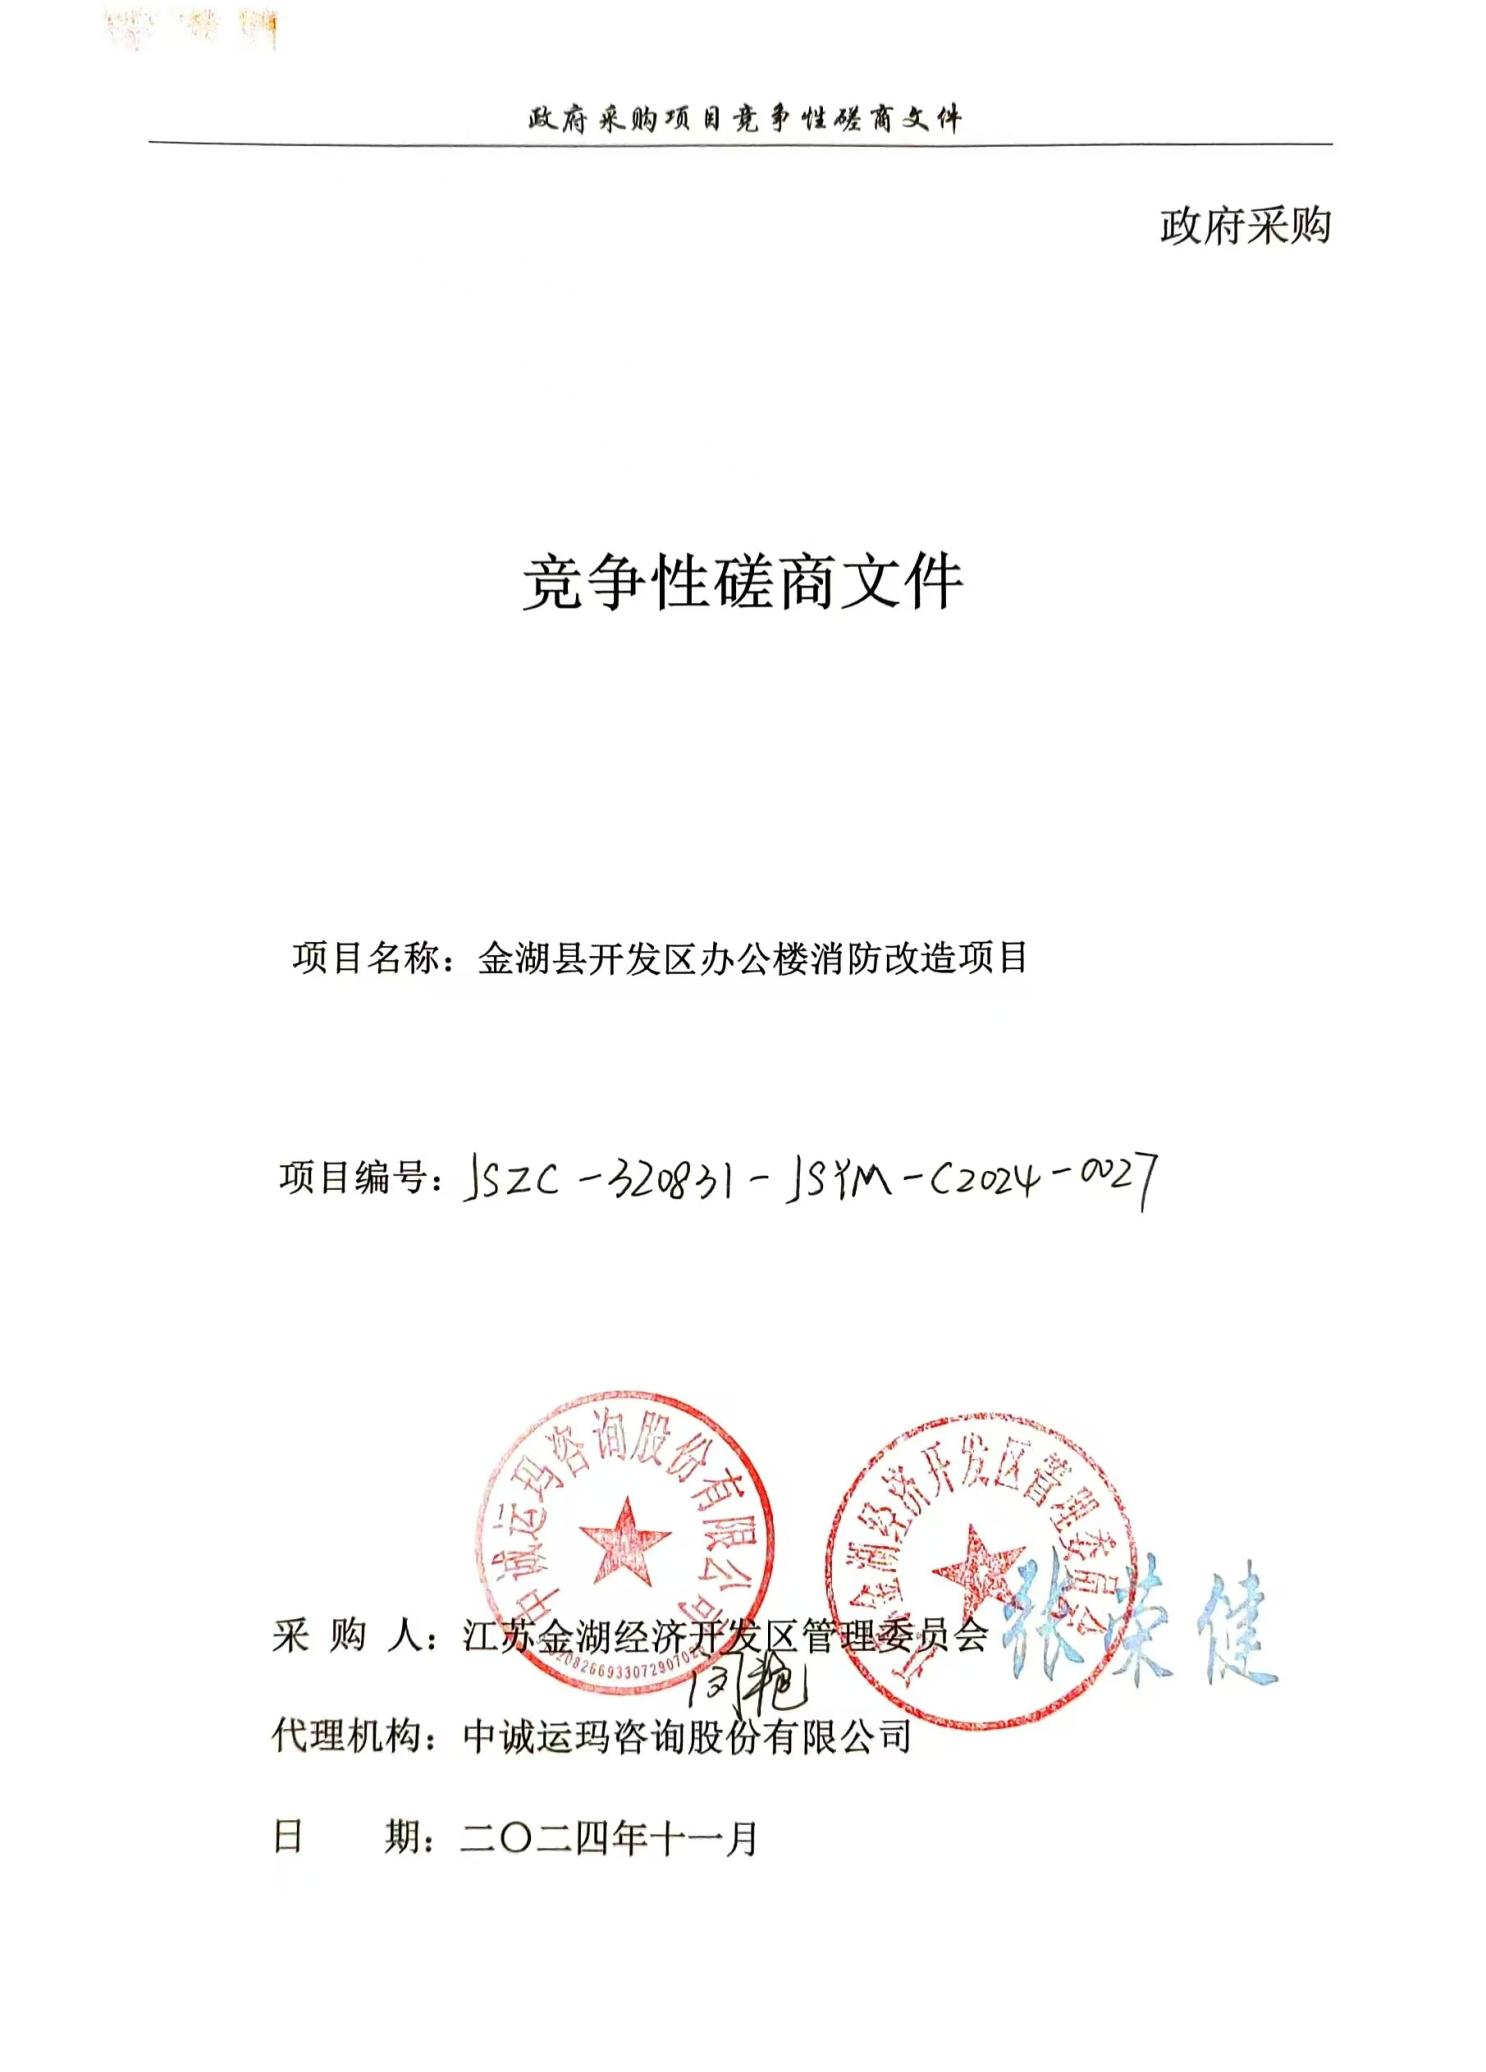 政府采购项目竞争性磋商文件
政府采购
竞争性磋商文件
项目名称：金湖县开发区办公楼消防改造项目
项目编号：JSZC-320831-JSYM-C2024-0027
中诚运玛咨询股份有限公司
江苏金湖经济开发区管理委员会
张荣健
采 购 人：江苏金湖经济开发区管理委员会
代理机构：中诚运玛咨询股份有限公司
日 期：二〇二四年十一月